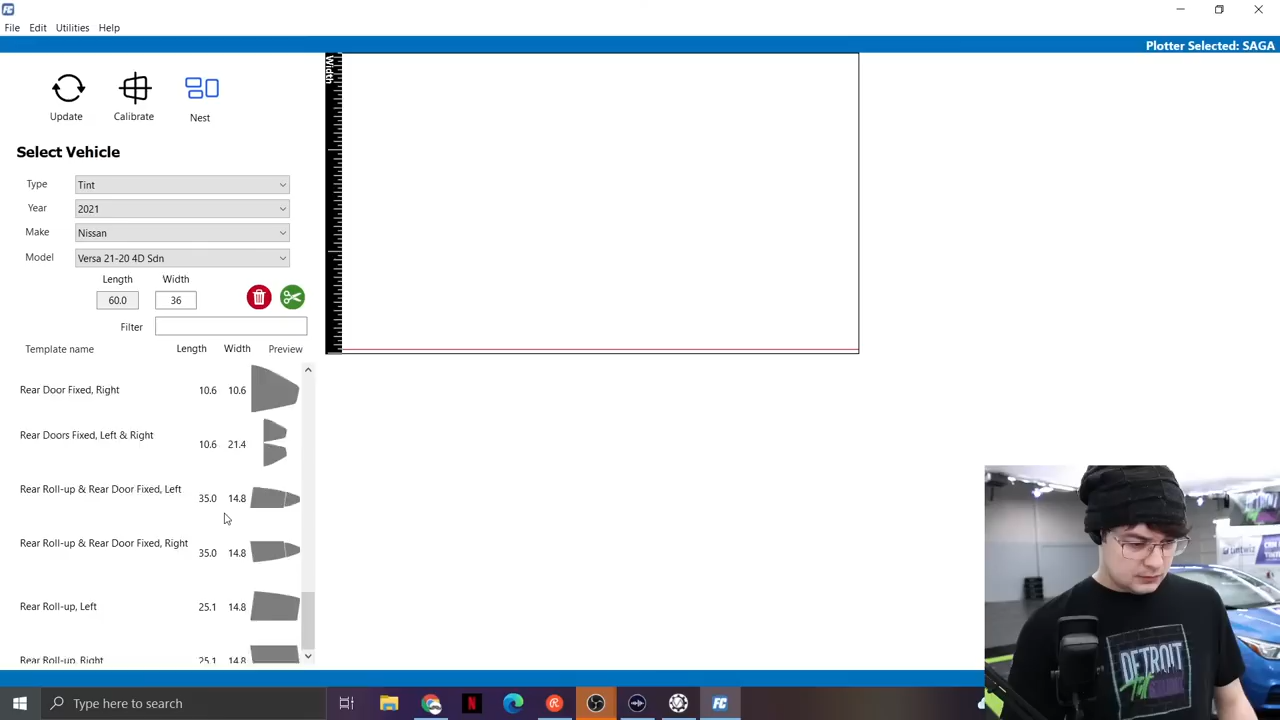 FC
File Edit Utilities Help
Plotter Selected: SAGA
Update Calibrate Nest
Width
Select Vehicle
Type Tint
Year 2021
Make Nissan
Model Versa 21-20 4D Sdn
Length Width
60.0 36
Filter
Template name Length Width Preview
Rear Door Fixed, Right 10.6 10.6
Rear Doors Fixed, Left & Right 10.6 21.4
Rear Roll-up & Rear Door Fixed, Left 35.0 14.8
Rear Roll-up & Rear Door Fixed, Right 35.0 14.8
Rear Roll-up, Left 25.1 14.8
Rear Roll-up, Right 25.1 14.8
tintwiz
DETROIT
Type here to search
N
R
FC